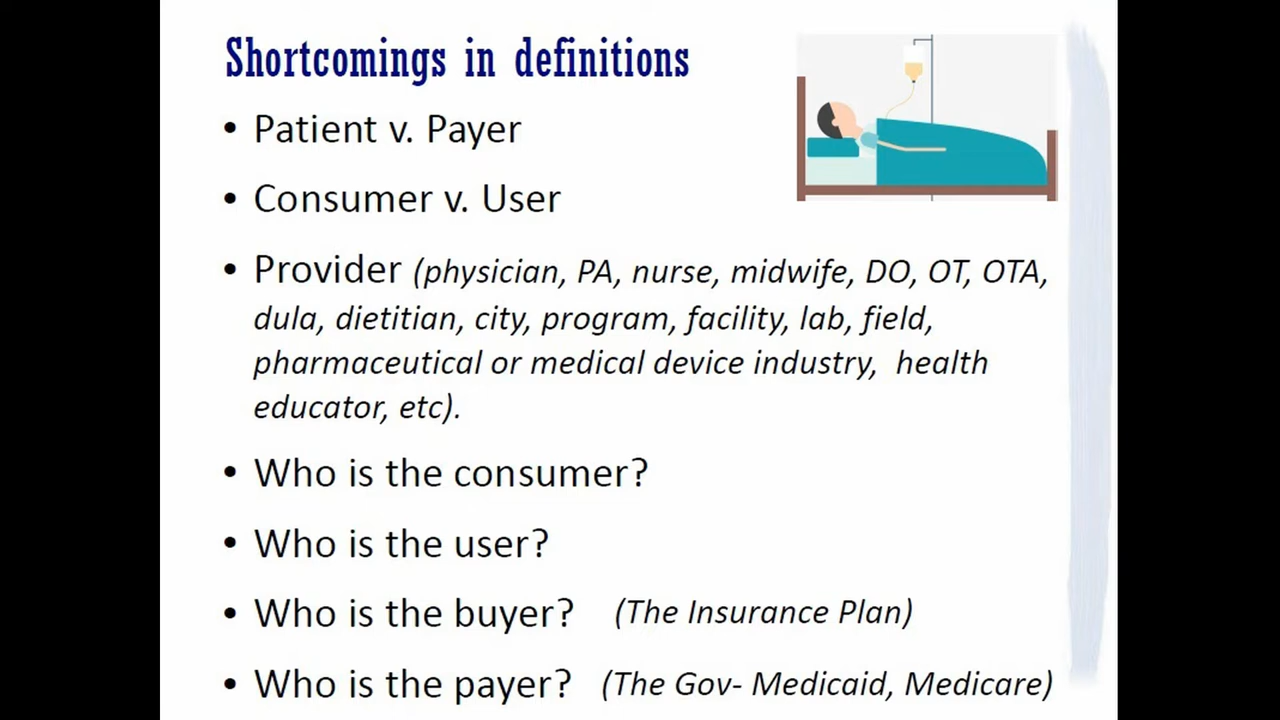 Shortcomings in definitions
• Patient v. Payer
• Consumer v. User
• Provider (physician, PA, nurse, midwife, DO, OT, OTA,
dula, dietitian, city, program, facility, lab, field,
pharmaceutical or medical device industry, health
educator, etc).
• Who is the consumer?
• Who is the user?
• Who is the buyer? (The Insurance Plan)
• Who is the payer? (The Gov- Medicaid, Medicare)